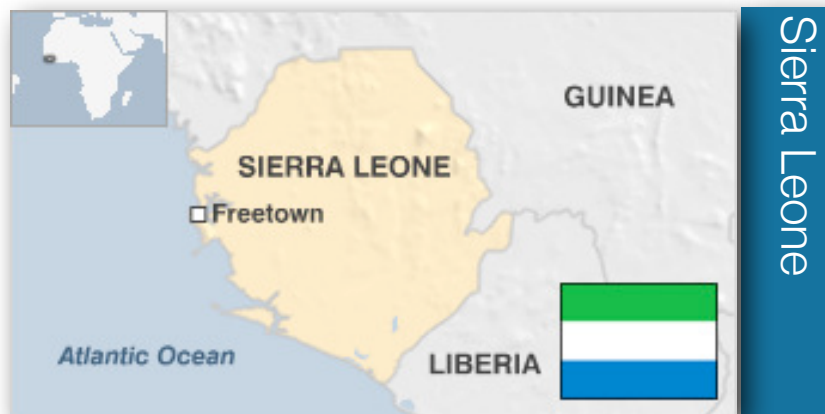 GUINEA
SIERRA LEONE
Freetown
Atlantic Ocean
LIBERIA
Sierra Leone